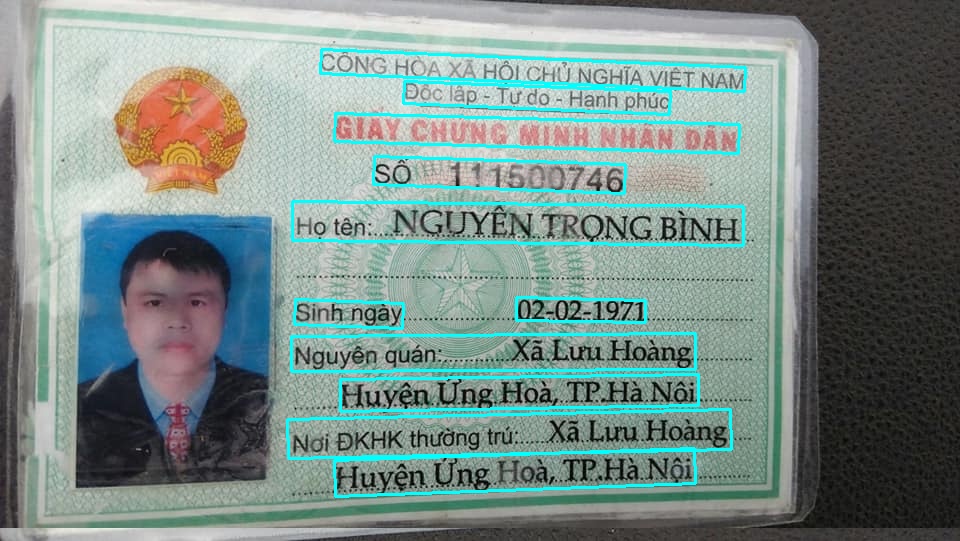 CỘNG HÒA XÃ HỘI CHỦ NGHĨA VIỆT NAM
Độc lập - Tự do - Hạnh phúc
GIẤY CHỨNG MINH NHÂN DÂN
SỐ 111500746
Họ tên: NGUYỄN TRỌNG BÌNH
Sinh ngày 02-02-1971
Nguyên quán: Xã Lưu Hoàng
Huyện Ứng Hoà, TP.Hà Nội
Nơi ĐKHK thường trú: Xã Lưu Hoàng
Huyện Ứng Hoà, TP.Hà Nội